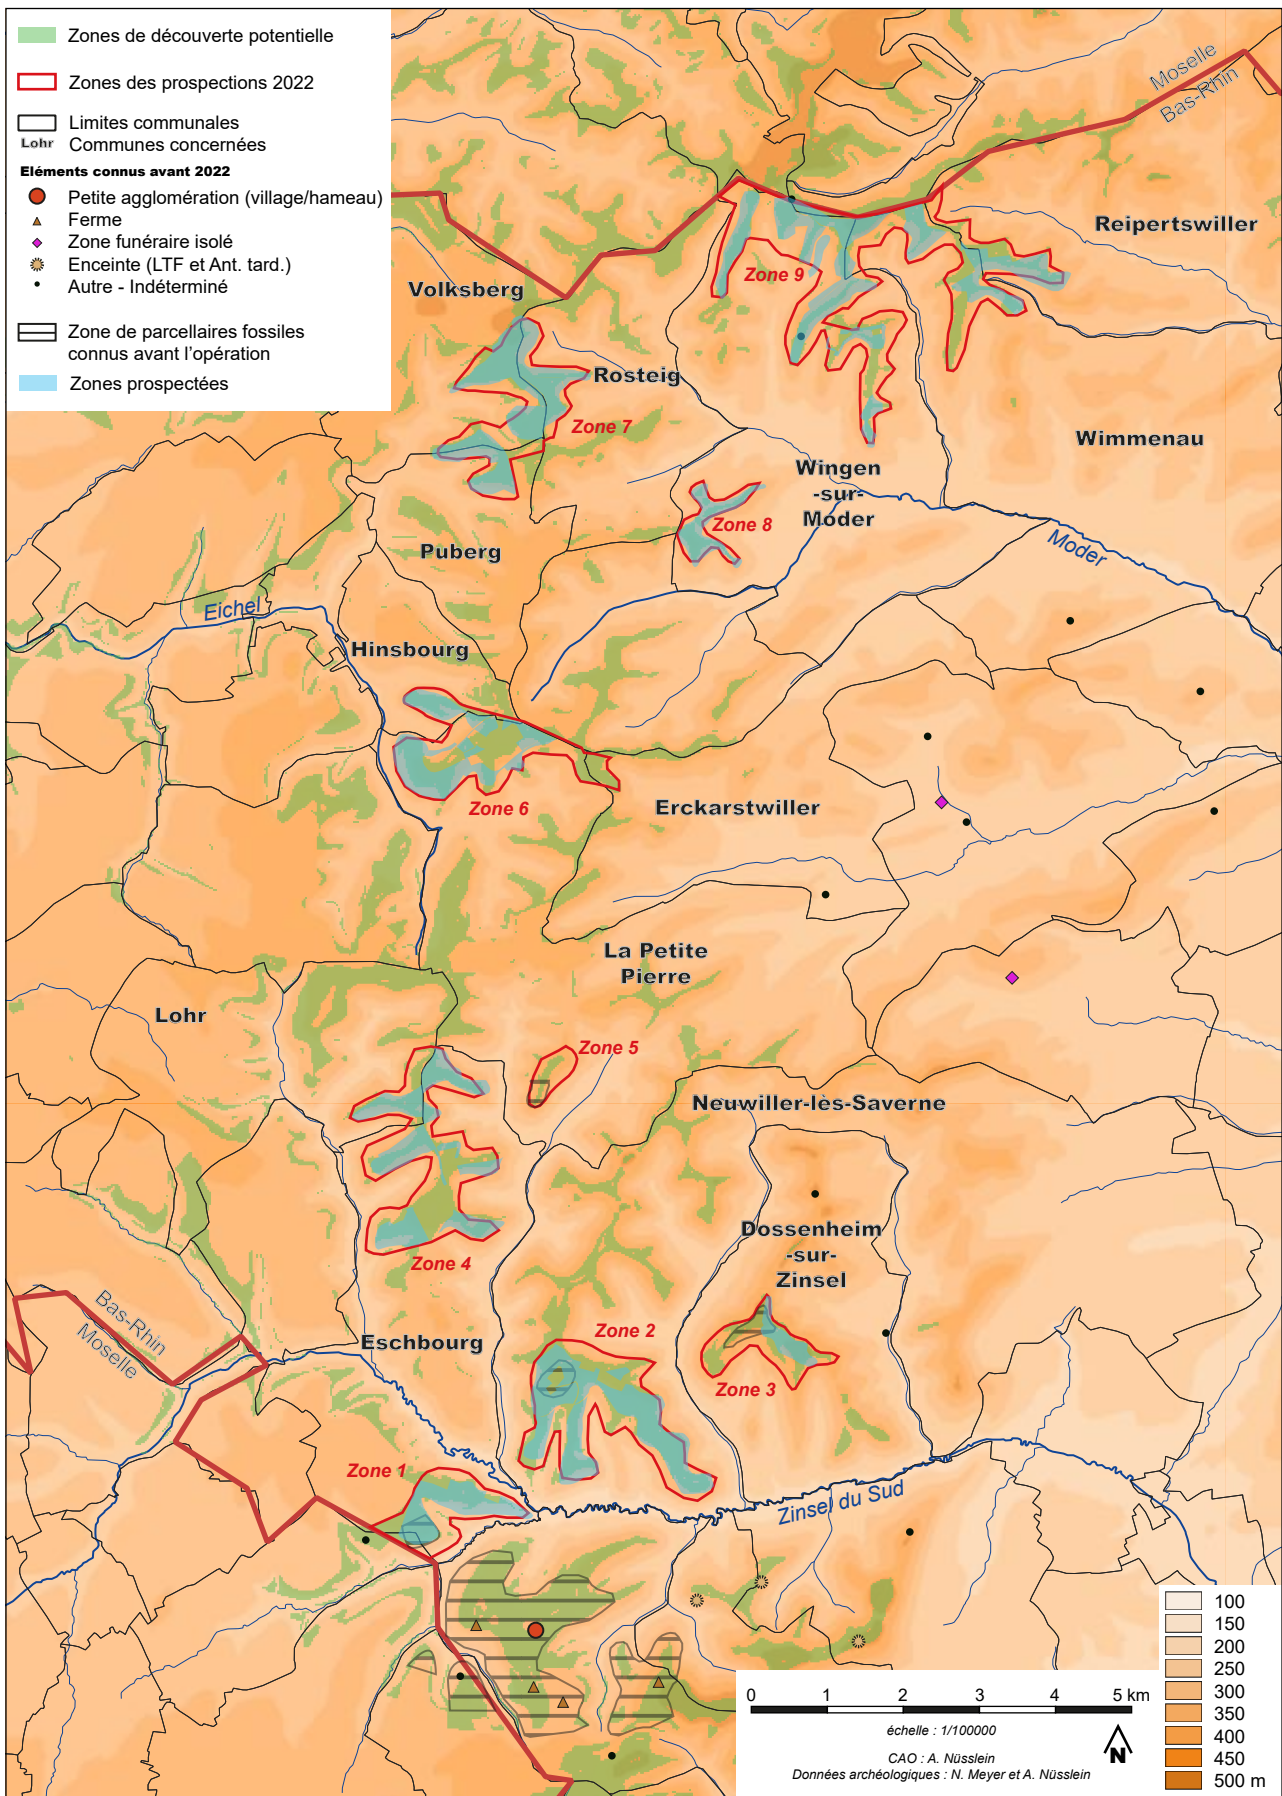 Zones de découverte potentielle
Zones des prospections 2022
Limites communales
Lohr Communes concernées
Eléments connus avant 2022
Petite agglomération (village/hameau)
Ferme
Zone funéraire isolé
Enceinte (LTF et Ant. tard.)
Autre - Indéterminé
Zone de parcellaires fossiles
connus avant l'opération
Zones prospectées
Moselle
Bas-Rhin
Reipertswiller
Zone 9
Volksberg
Rosteig
Zone 7
Wimmenau
Wingen
-sur-
Moder
Zone 8
Puberg
Moder
Eichel
Hinsbourg
Zone 6
Erckarstwiller
La Petite
Pierre
Lohr
Zone 5
Neuwiller-lès-Saverne
Dossenheim
-sur-
Zinsel
Zone 4
Bas-Rhin
Moselle
Eschbourg
Zone 2
Zone 3
Zone 1
Zinsel du Sud
0 1 2 3 4 5 km
échelle : 1/100000
N
CAO : A. Nüsslein
Données archéologiques : N. Meyer et A. Nüsslein
100
150
200
250
300
350
400
450
500 m